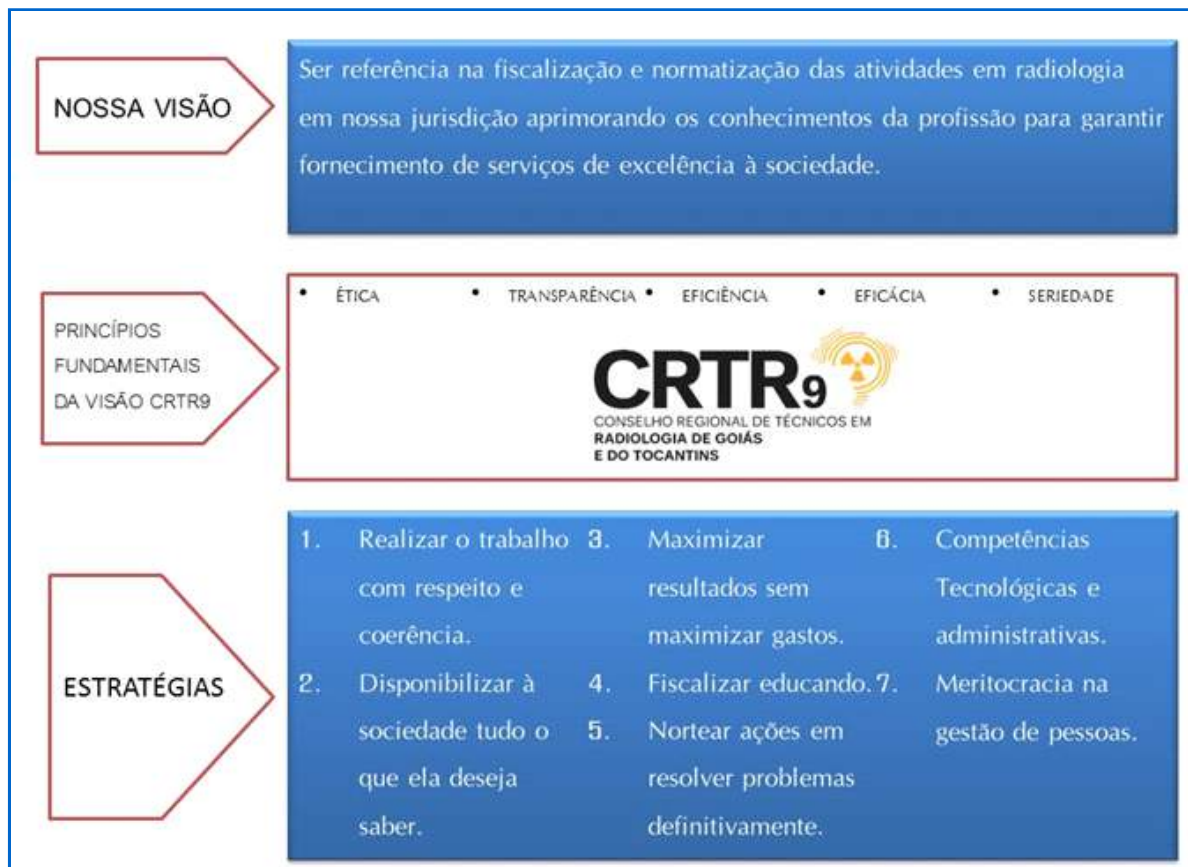 NOSSA VISÃO
Ser referência na fiscalização e normatização das atividades em radiologia
em nossa jurisdição aprimorando os conhecimentos da profissão para garantir
fornecimento de serviços de excelência à sociedade.
PRINCÍPIOS
FUNDAMENTAIS
DA VISÃO CRTR9
• ÉTICA • TRANSPARÊNCIA • EFICIÊNCIA • EFICÁCIA • SERIEDADE
CRTR9
CONSELHO REGIONAL DE TÉCNICOS EM
RADIOLOGIA DE GOIÁS
E DO TOCANTINS
ESTRATÉGIAS
1. Realizar o trabalho
com respeito e
coerência.
2. Disponibilizar à
sociedade tudo o
que ela deseja
saber.
3. Maximizar
resultados sem
maximizar gastos.
4. Fiscalizar educando.
5. Nortear ações em
resolver problemas
definitivamente.
6. Competências
Tecnológicas e
administrativas.
7. Meritocracia na
gestão de pessoas.